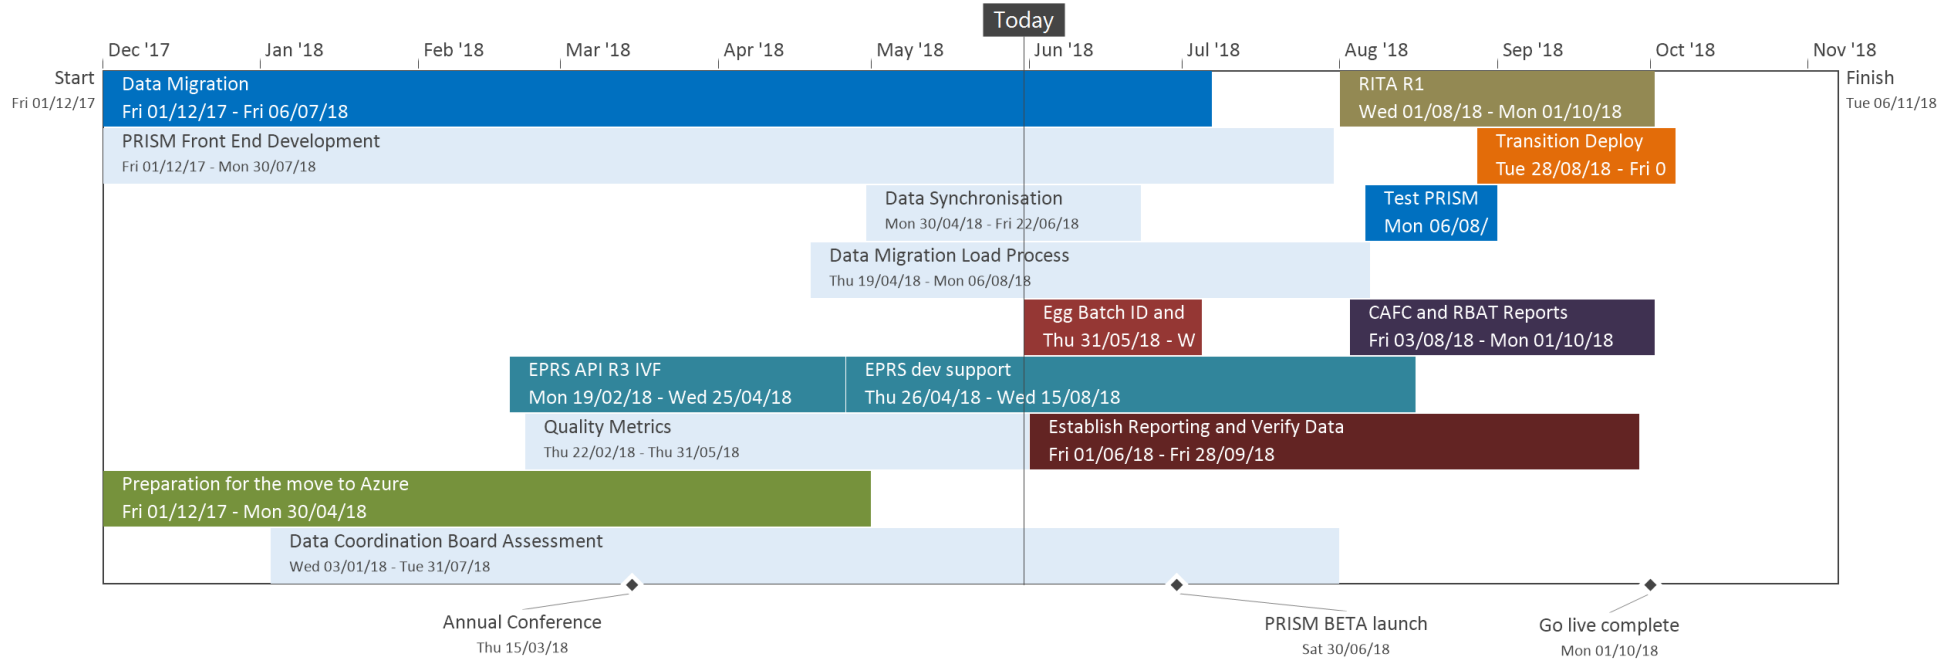 Today
Dec '17 Jan '18 Feb '18 Mar '18 Apr '18 May '18 Jun '18 Jul '18 Aug '18 Sep '18 Oct '18 Nov '18
Start
Fri 01/12/17
Finish
Tue 06/11/18
Data Migration
Fri 01/12/17 - Fri 06/07/18
RITA R1
Wed 01/08/18 - Mon 01/10/18
PRISM Front End Development
Fri 01/12/17 - Mon 30/07/18
Transition Deploy
Tue 28/08/18 - Fri 0
Data Synchronisation
Mon 30/04/18 - Fri 22/06/18
Test PRISM
Mon 06/08/
Data Migration Load Process
Thu 19/04/18 - Mon 06/08/18
Egg Batch ID and
Thu 31/05/18 - W
CAFC and RBAT Reports
Fri 03/08/18 - Mon 01/10/18
EPRS API R3 IVF
Mon 19/02/18 - Wed 25/04/18
EPRS dev support
Thu 26/04/18 - Wed 15/08/18
Quality Metrics
Thu 22/02/18 - Thu 31/05/18
Establish Reporting and Verify Data
Fri 01/06/18 - Fri 28/09/18
Preparation for the move to Azure
Fri 01/12/17 - Mon 30/04/18
Data Coordination Board Assessment
Wed 03/01/18 - Tue 31/07/18
Annual Conference
Thu 15/03/18
PRISM BETA launch
Sat 30/06/18
Go live complete
Mon 01/10/18